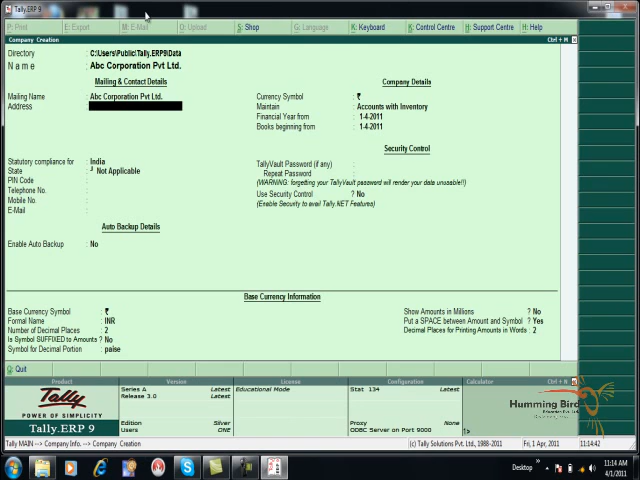 Tally.ERP 9
P: Print E: Export M: E-Mail O: Upload S: Shop G: Language K: Keyboard K: Control Centre H: Support Centre H: Help
Company Creation Ctrl + M
Directory : C:\Users\Public\Tally.ERP9\Data
Name : Abc Corporation Pvt Ltd.
Mailing & Contact Details
Company Details
Mailing Name : Abc Corporation Pvt Ltd.
Address :
Currency Symbol : ₹
Maintain : Accounts with Inventory
Financial Year from : 1-4-2011
Books beginning from : 1-4-2011
Security Control
Statutory compliance for : India
State : Not Applicable
PIN Code :
Telephone No. :
Mobile No. :
E-Mail :
TallyVault Password (if any) :
Repeat Password :
(WARNING: forgetting your TallyVault password will render your data unusable!!)
Use Security Control ? No
(Enable Security to avail Tally.NET Features)
Auto Backup Details
Enable Auto Backup : No
Base Currency Information
Base Currency Symbol : ₹
Formal Name : INR
Number of Decimal Places : 2
Is Symbol SUFFIXED to Amounts ? No
Symbol for Decimal Portion : paise
Show Amounts in Millions ? No
Put a SPACE between Amount and Symbol ? Yes
Decimal Places for Printing Amounts in Words : 2
Q: Quit
Product Version License Configuration Calculator Ctrl + N
Tally
POWER OF SIMPLICITY
Tally.ERP 9
Series A Latest
Release 3.0 Latest
Edition Silver
Users ONE
Educational Mode
Stat 134 Latest
Proxy None
ODBC Server on Port 9000
1>
Humming Bird
Tally MAIN --> Company Info. --> Company Creation (c) Tally Solutions Pvt. Ltd., 1988-2011 Fri, 1 Apr, 2011 11:14:42
Desktop » 11:14 AM
4/1/2011